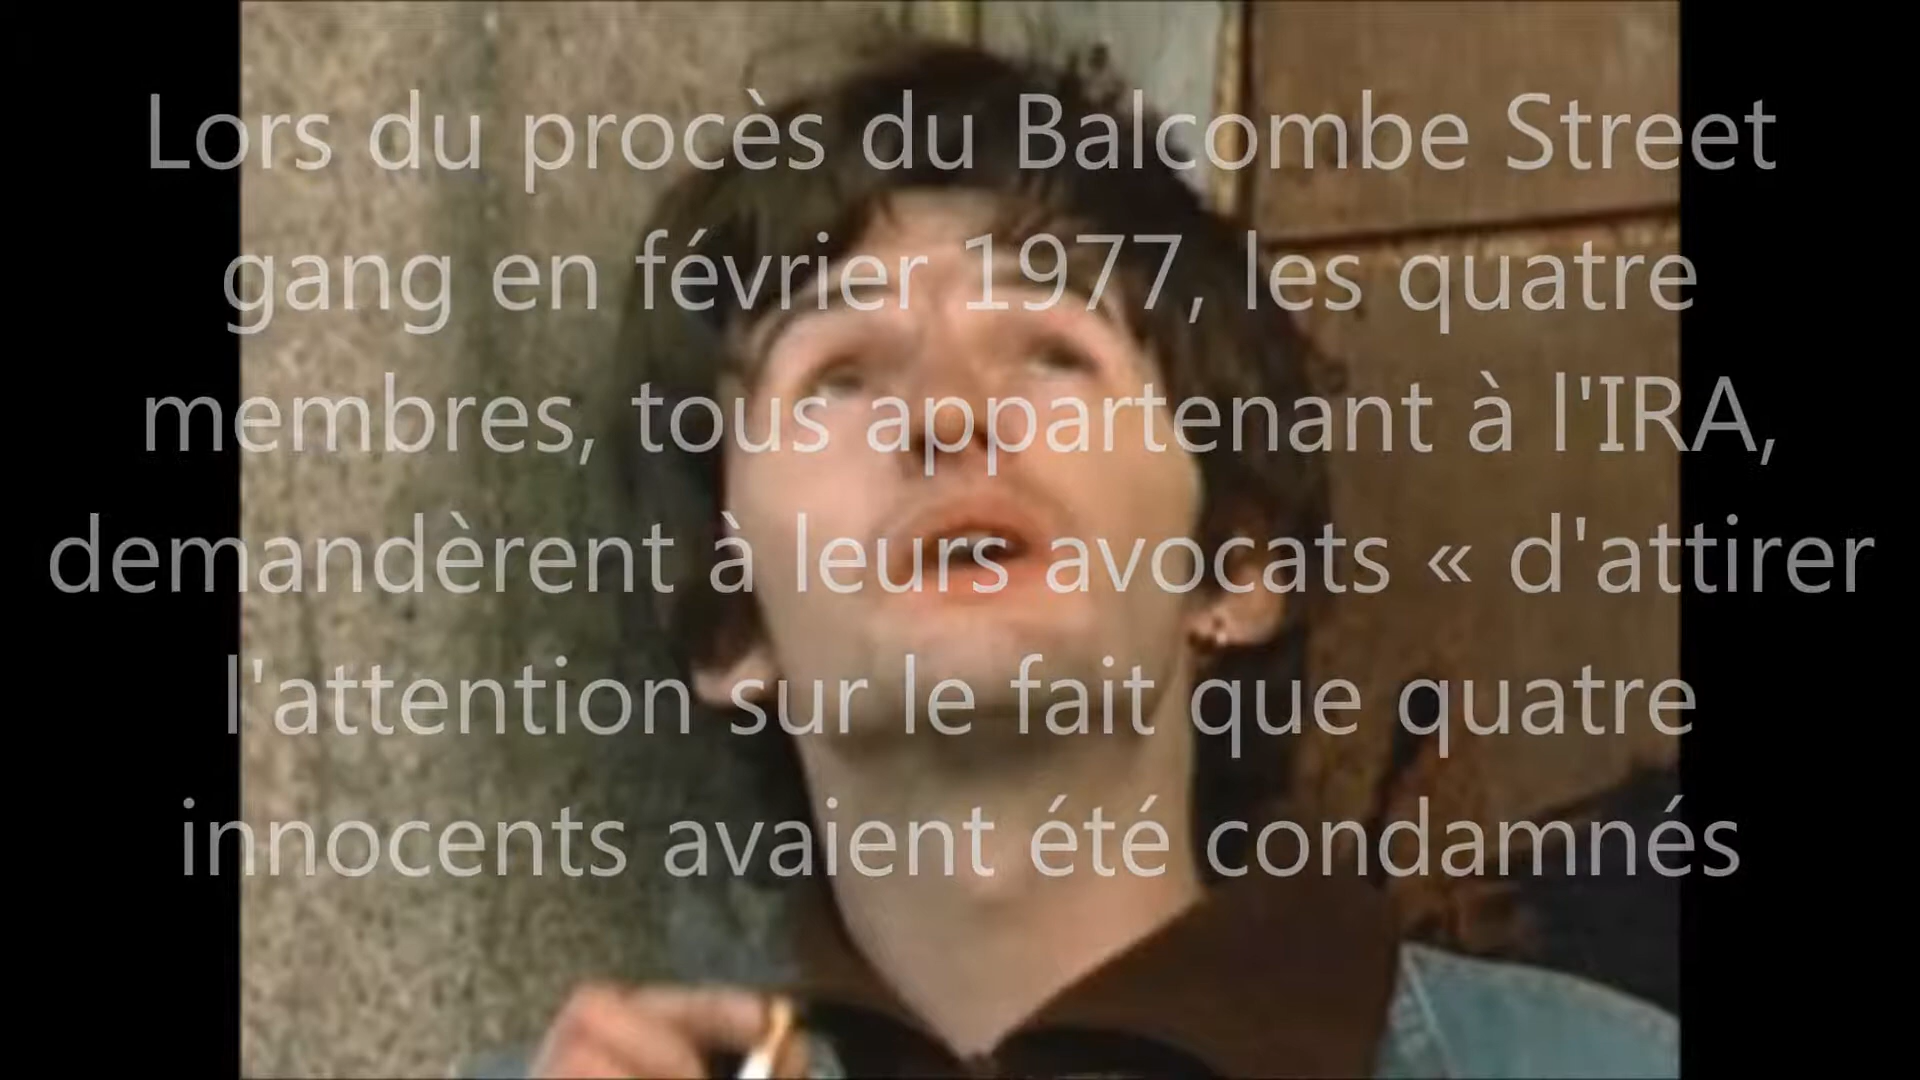 Lors du procès du Balcombe Street
gang en février 1977, les quatre
membres, tous appartenant à l'IRA,
demandèrent à leurs avocats « d'attirer
l'attention sur le fait que quatre
innocents avaient été condamnés